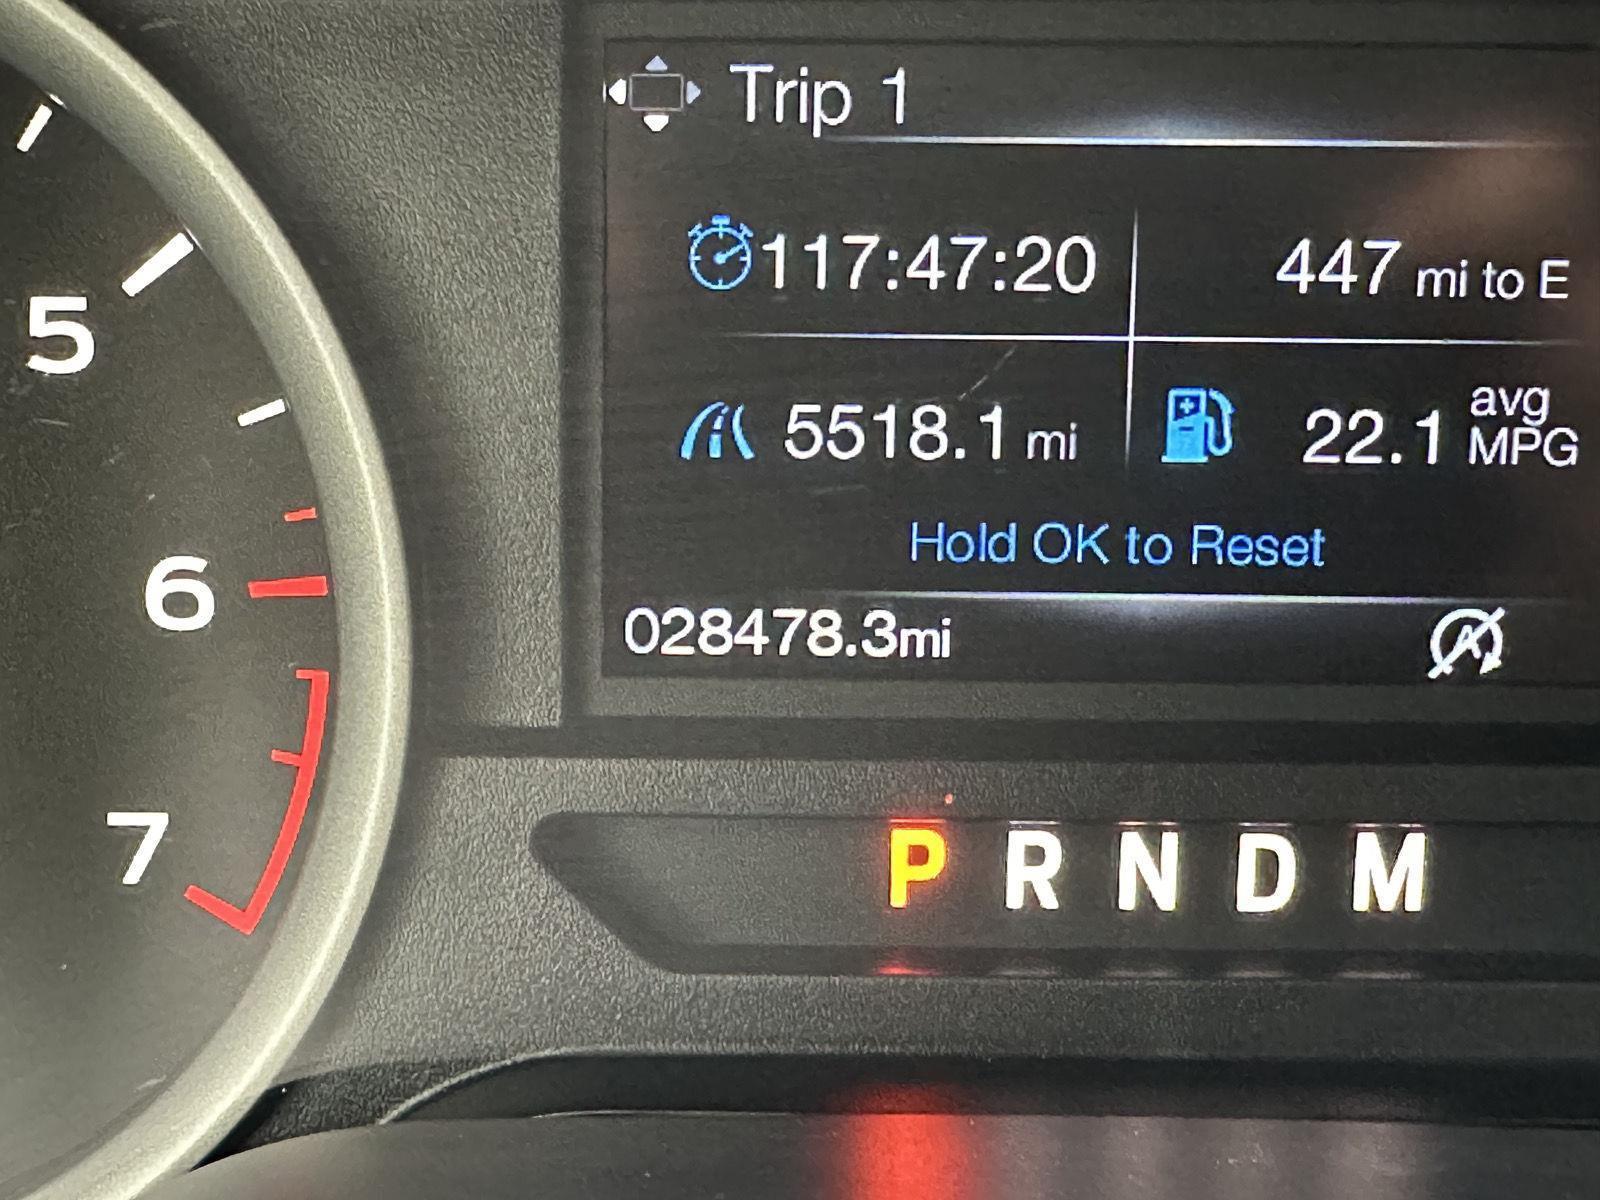 Trip 1
117:47:20
447 mi to E
5518.1 mi
22.1 avg MPG
Hold OK to Reset
028478.3mi
A
P R N D M
5
6
7